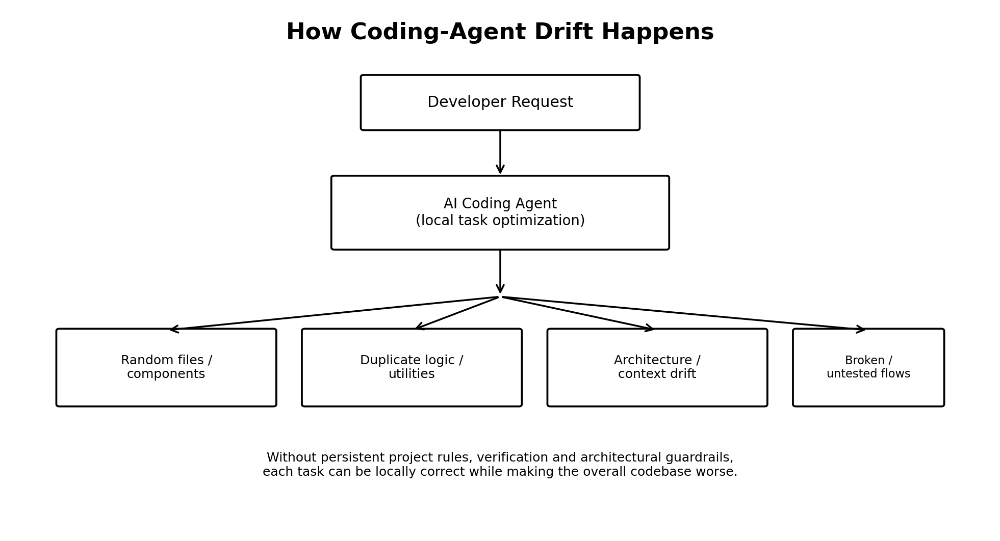 How Coding-Agent Drift Happens
Developer Request
AI Coding Agent
(local task optimization)
Random files /
components
Duplicate logic /
utilities
Architecture /
context drift
Broken /
untested flows
Without persistent project rules, verification and architectural guardrails,
each task can be locally correct while making the overall codebase worse.